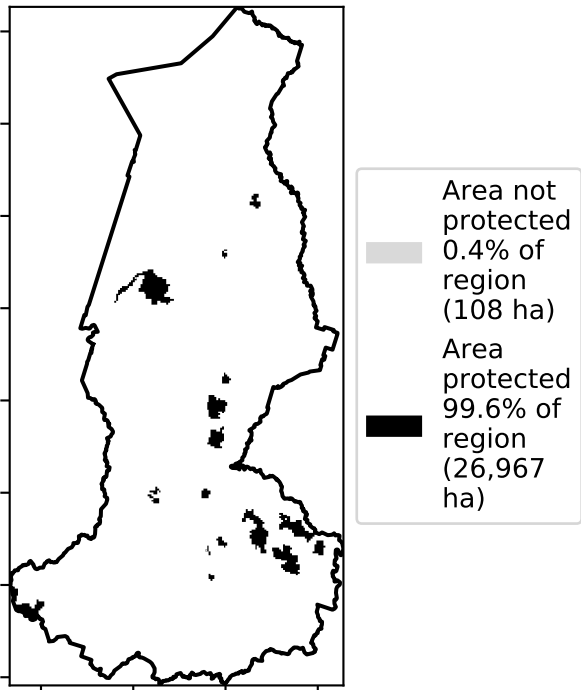 Area not
protected
0.4% of
region
(108 ha)
Area
protected
99.6% of
region
(26,967
ha)